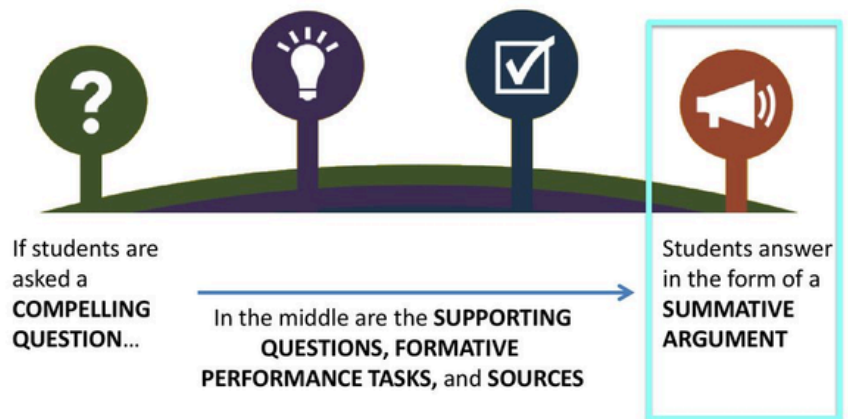 If students are
asked a
COMPELLING
QUESTION...
In the middle are the SUPPORTING
QUESTIONS, FORMATIVE
PERFORMANCE TASKS, and SOURCES
Students answer
in the form of a
SUMMATIVE
ARGUMENT